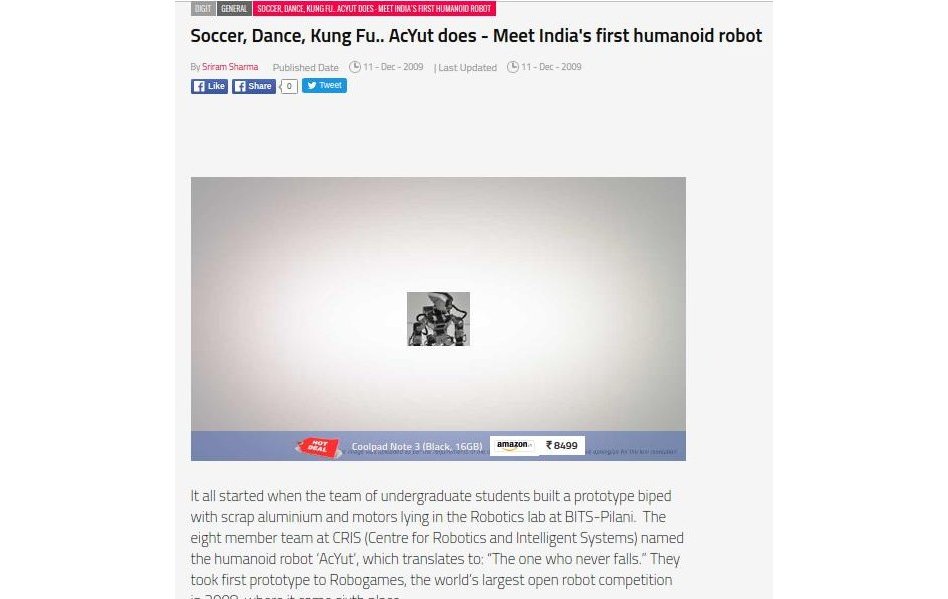 DIGIT GENERAL SOCCER, DANCE, KUNG FU.. ACYUT DOES - MEET INDIA'S FIRST HUMANOID ROBOT
Soccer, Dance, Kung Fu.. AcYut does - Meet India's first humanoid robot
By Sriram Sharma Published Date 11 - Dec - 2009 | Last Updated 11 - Dec - 2009
Like Share 0 Tweet
HOT DEAL Coolpad Note 3 (Black, 16GB) amazon ₹ 8499
It all started when the team of undergraduate students built a prototype biped
with scrap aluminium and motors lying in the Robotics lab at BITS-Pilani. The
eight member team at CRIS (Centre for Robotics and Intelligent Systems) named
the humanoid robot ‘AcYut’, which translates to: “The one who never falls.” They
took first prototype to Robogames, the world’s largest open robot competition